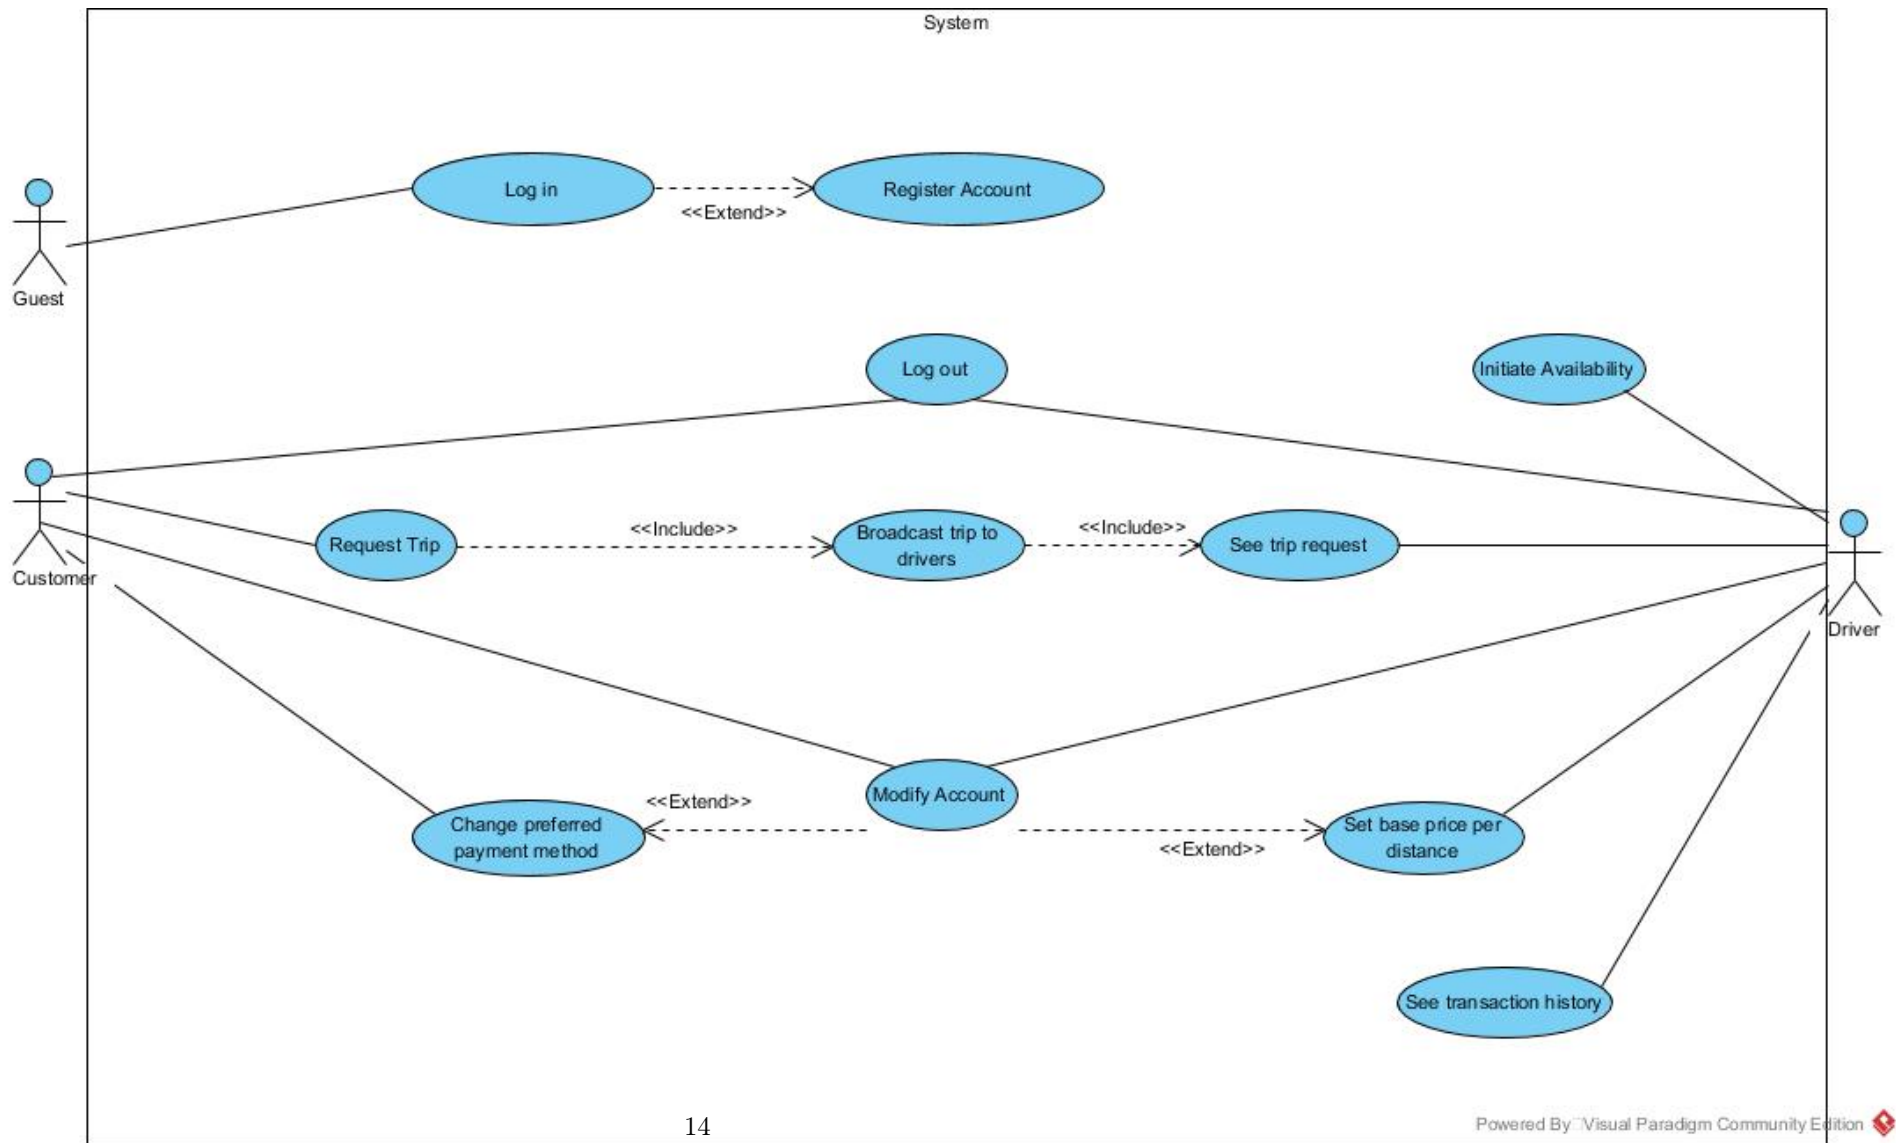 System
Log in
<<Extend>>
Register Account
Guest
Log out
Initiate Availability
Customer
Request Trip
<<Include>>
Broadcast trip to
drivers
<<Include>>
See trip request
Driver
Modify Account
<<Extend>>
Change preferred
payment method
<<Extend>>
Set base price per
distance
See transaction history
14
Powered By Visual Paradigm Community Edition